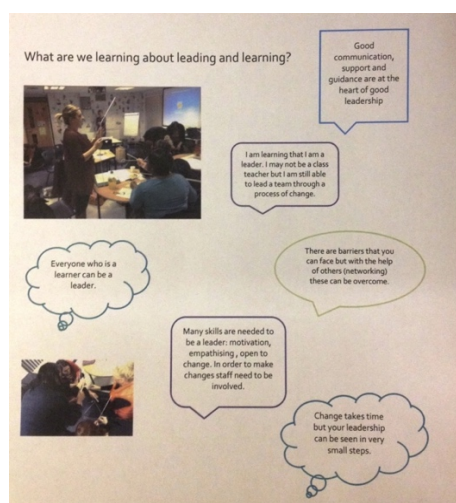 What are we learning about leading and learning?
Good
communication,
support and
guidance are at the
heart of good
leadership
I am learning that I am a
leader. I may not be a class
teacher but I am still able
to lead a team through a
process of change.
There are barriers that you
can face but with the help
of others (networking)
these can be overcome.
Everyone who is a
learner can be a
leader.
Many skills are needed to
be a leader: motivation,
empathising , open to
change. In order to make
changes staff need to be
involved.
Change takes time
but your leadership
can be seen in very
small steps.